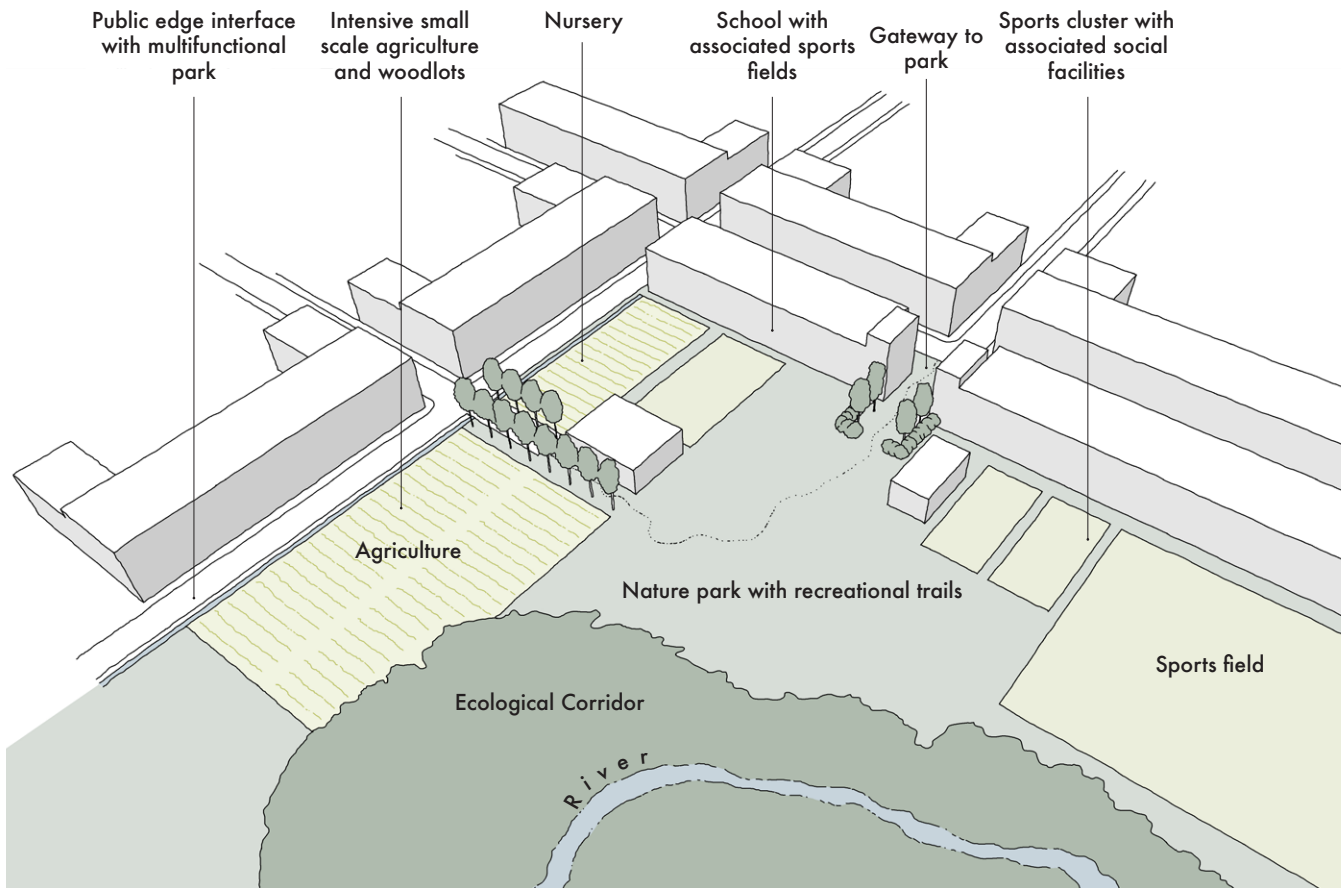 Public edge interface
with multifunctional
park
Intensive small
scale agriculture
and woodlots
Nursery
School with
associated sports
fields
Gateway to
park
Sports cluster with
associated social
facilities
Agriculture
Nature park with recreational trails
Sports field
Ecological Corridor
River